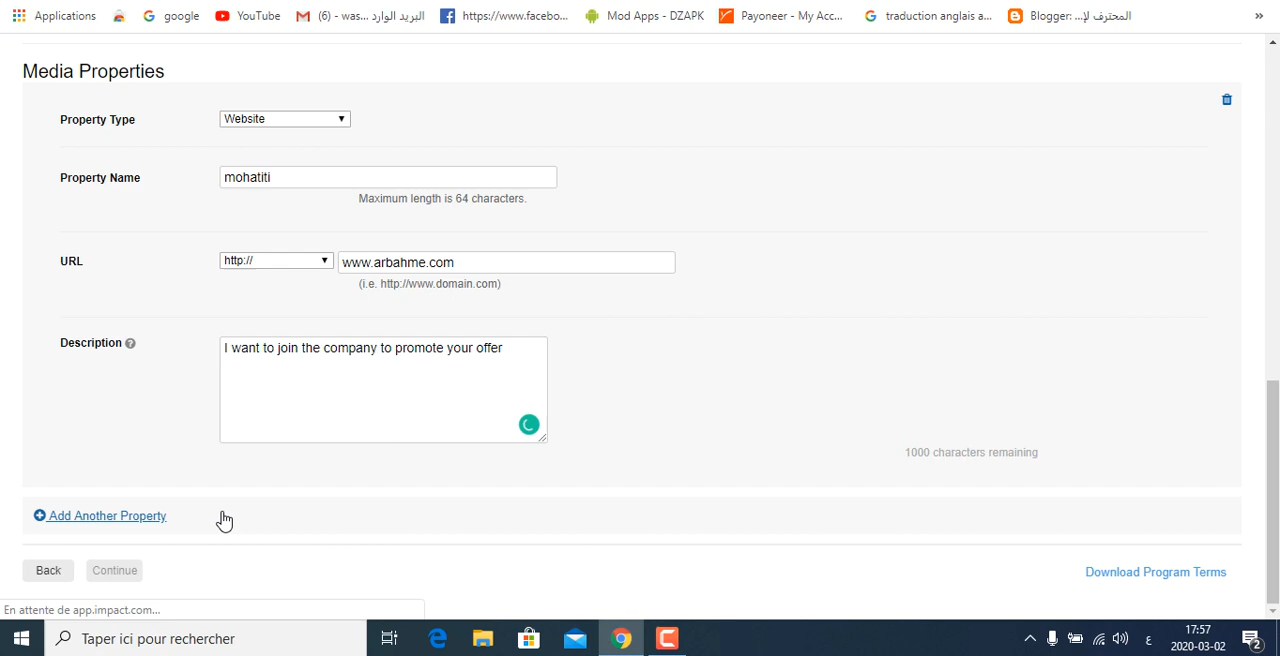 Applications google YouTube (6) البريد الوارد - was... https://www.facebo... Mod Apps - DZAPK Payoneer - My Acc... traduction anglais a... Blogger: المحترف لإ... »
Media Properties
Property Type Website
Property Name mohatiti
Maximum length is 64 characters.
URL http:// www.arbahme.com
(i.e. http://www.domain.com)
Description I want to join the company to promote your offer
1000 characters remaining
Add Another Property
Back Continue Download Program Terms
En attente de app.impact.com...
Taper ici pour rechercher ع 17:57
2020-03-02 2